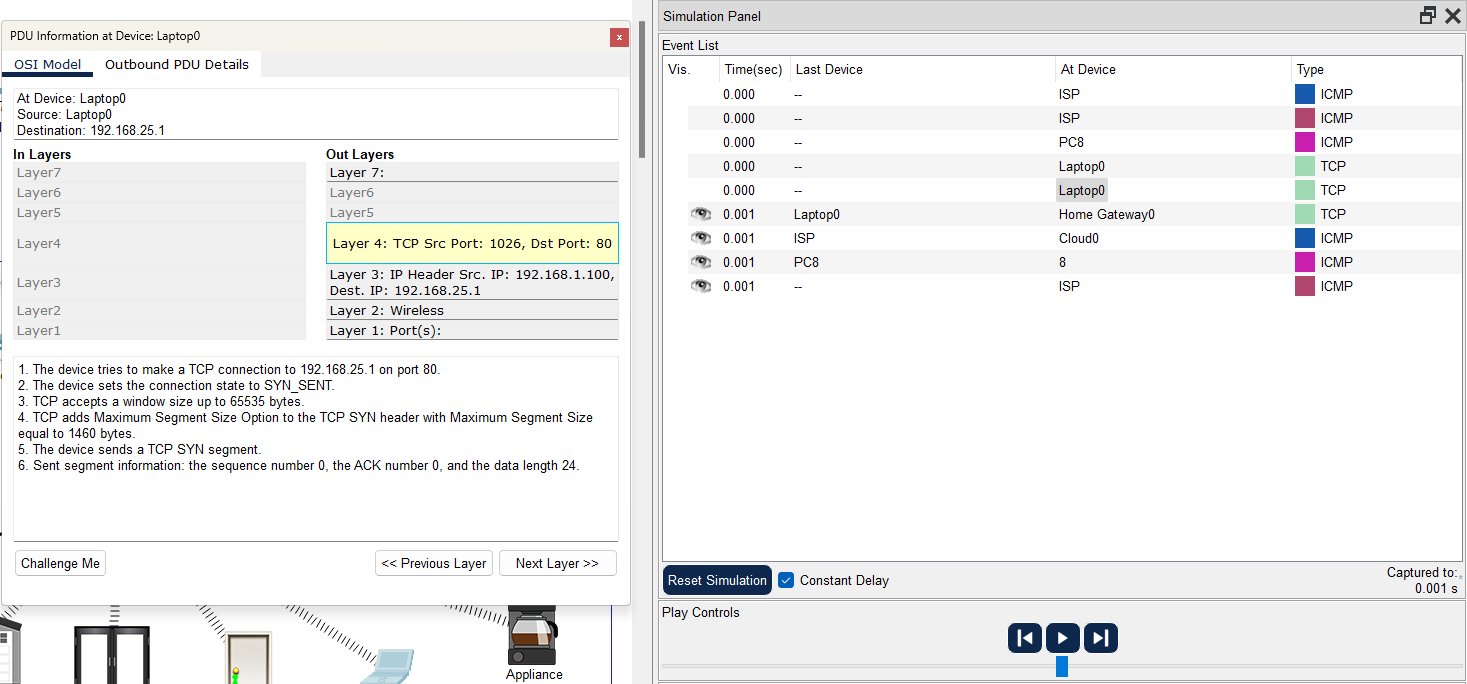 PDU Information at Device: Laptop0
x
OSI Model
Outbound PDU Details
At Device: Laptop0
Source: Laptop0
Destination: 192.168.25.1
In Layers
Layer7
Layer6
Layer5
Layer4
Layer3
Layer2
Layer1
Out Layers
Layer 7:
Layer6
Layer5
Layer 4: TCP Src Port: 1026, Dst Port: 80
Layer 3: IP Header Src. IP: 192.168.1.100,
Dest. IP: 192.168.25.1
Layer 2: Wireless
Layer 1: Port(s):
1. The device tries to make a TCP connection to 192.168.25.1 on port 80.
2. The device sets the connection state to SYN_SENT.
3. TCP accepts a window size up to 65535 bytes.
4. TCP adds Maximum Segment Size Option to the TCP SYN header with Maximum Segment Size
equal to 1460 bytes.
5. The device sends a TCP SYN segment.
6. Sent segment information: the sequence number 0, the ACK number 0, and the data length 24.
Challenge Me
<< Previous Layer
Next Layer >>
Appliance
Simulation Panel
Event List
Vis. Time(sec) Last Device At Device Type
0.000 -- ISP ICMP
0.000 -- ISP ICMP
0.000 -- PC8 ICMP
0.000 -- Laptop0 TCP
0.000 -- Laptop0 TCP
0.001 Laptop0 Home Gateway0 TCP
0.001 ISP Cloud0 ICMP
0.001 PC8 8 ICMP
0.001 -- ISP ICMP
Reset Simulation
Constant Delay
Captured to:
0.001 s
Play Controls